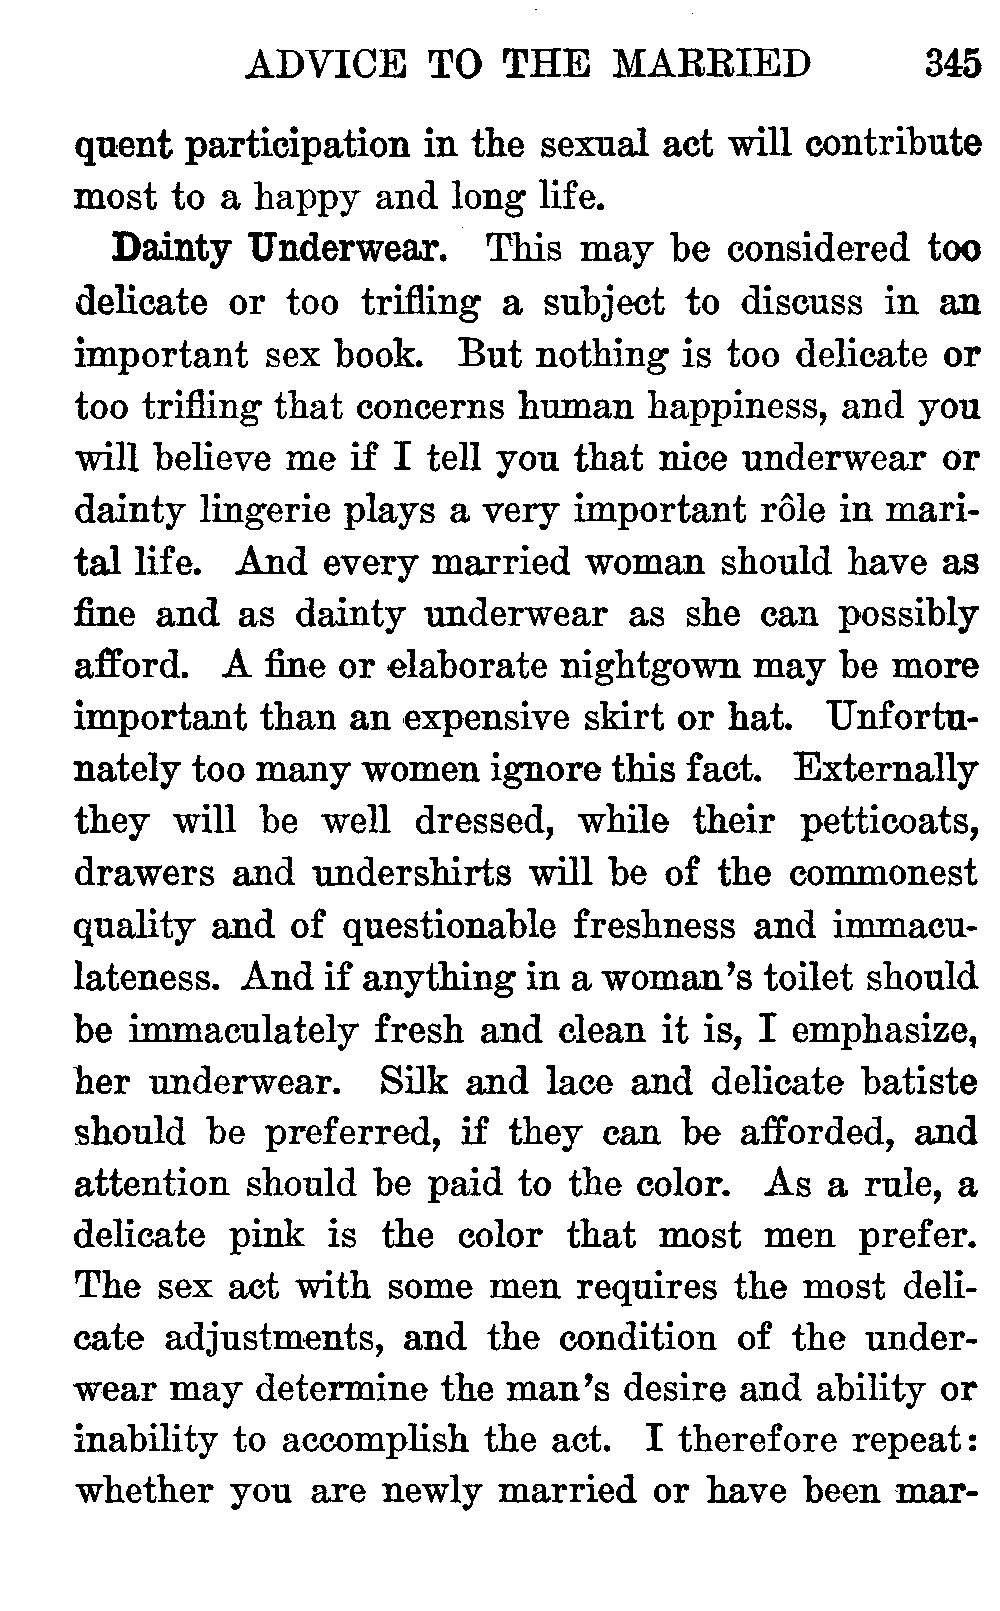 ADVICE TO THE MARRIED 345
quent participation in the sexual act will contribute
most to a happy and long life.
Dainty Underwear. This may be considered too
delicate or too trifling a subject to discuss in an
important sex book. But nothing is too delicate or
too trifling that concerns human happiness, and you
will believe me if I tell you that nice underwear or
dainty lingerie plays a very important rôle in mari-
tal life. And every married woman should have as
fine and as dainty underwear as she can possibly
afford. A fine or elaborate nightgown may be more
important than an expensive skirt or hat. Unfortu-
nately too many women ignore this fact. Externally
they will be well dressed, while their petticoats,
drawers and undershirts will be of the commonest
quality and of questionable freshness and immacu-
lateness. And if anything in a woman's toilet should
be immaculately fresh and clean it is, I emphasize,
her underwear. Silk and lace and delicate batiste
should be preferred, if they can be afforded, and
attention should be paid to the color. As a rule, a
delicate pink is the color that most men prefer.
The sex act with some men requires the most deli-
cate adjustments, and the condition of the under-
wear may determine the man's desire and ability or
inability to accomplish the act. I therefore repeat:
whether you are newly married or have been mar-